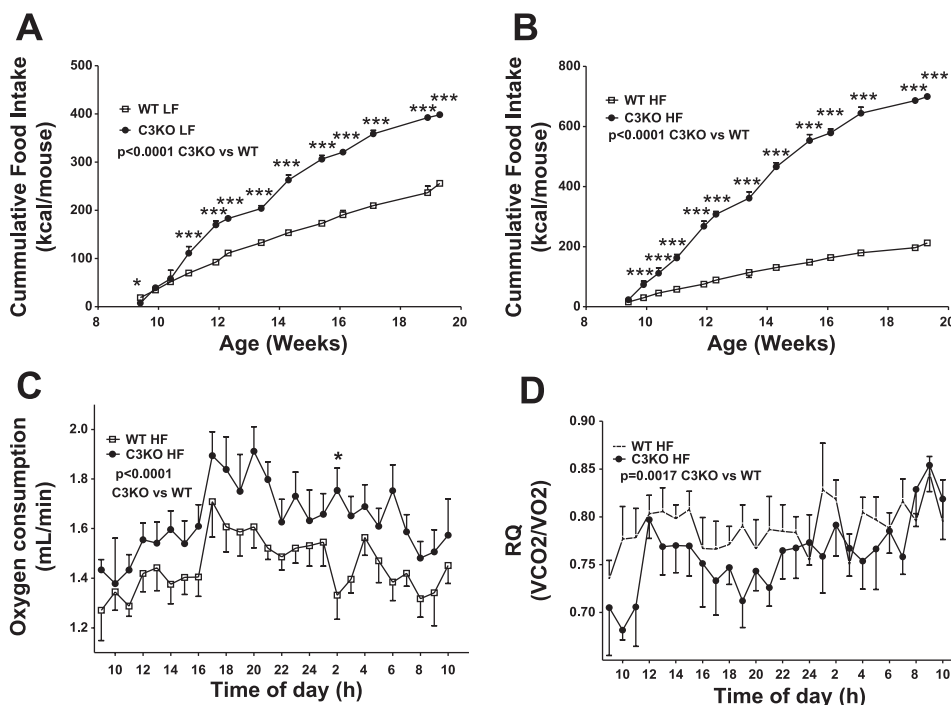 A
Cummulative Food Intake
(kcal/mouse)
500
400
300
200
100
0
WT LF
C3KO LF
p<0.0001 C3KO vs WT
*
***
***
***
***
***
***
***
***
***
***
8
10
12
14
16
18
20
Age (Weeks)
B
Cummulative Food Intake
(kcal/mouse)
800
600
400
200
0
WT HF
C3KO HF
p<0.0001 C3KO vs WT
***
***
***
***
***
***
***
***
***
***
***
***
8
10
12
14
16
18
20
Age (Weeks)
C
Oxygen consumption
(mL/min)
2.0
1.8
1.6
1.4
1.2
WT HF
C3KO HF
p<0.0001
C3KO vs WT
*
10
12
14
16
18
20
22
24
2
4
6
8
10
Time of day (h)
D
RQ
(VCO2/VO2)
0.90
0.85
0.80
0.75
0.70
WT HF
C3KO HF
p=0.0017 C3KO vs WT
10
12
14
16
18
20
22
24
2
4
6
8
10
Time of day (h)